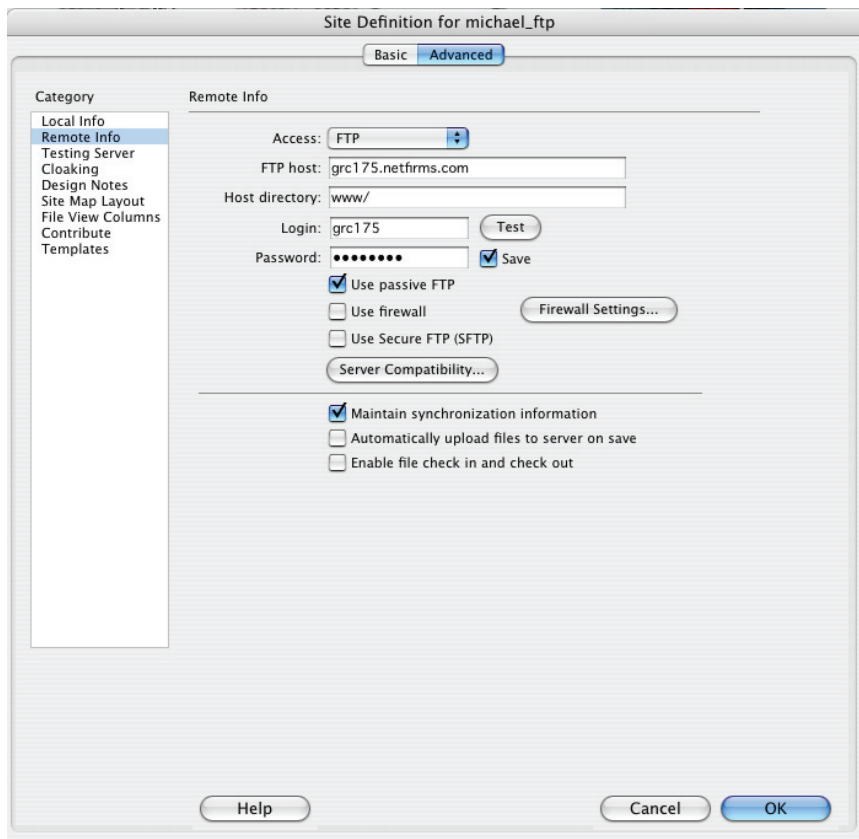 Site Definition for michael_ftp
Basic Advanced
Category
Local Info
Remote Info
Testing Server
Cloaking
Design Notes
Site Map Layout
File View Columns
Contribute
Templates
Remote Info
Access: FTP
FTP host: grc175.netfirms.com
Host directory: www/
Login: grc175 Test
Password: •••••••• Save
Use passive FTP
Use firewall Firewall Settings...
Use Secure FTP (SFTP)
Server Compatibility...
Maintain synchronization information
Automatically upload files to server on save
Enable file check in and check out
Help Cancel OK